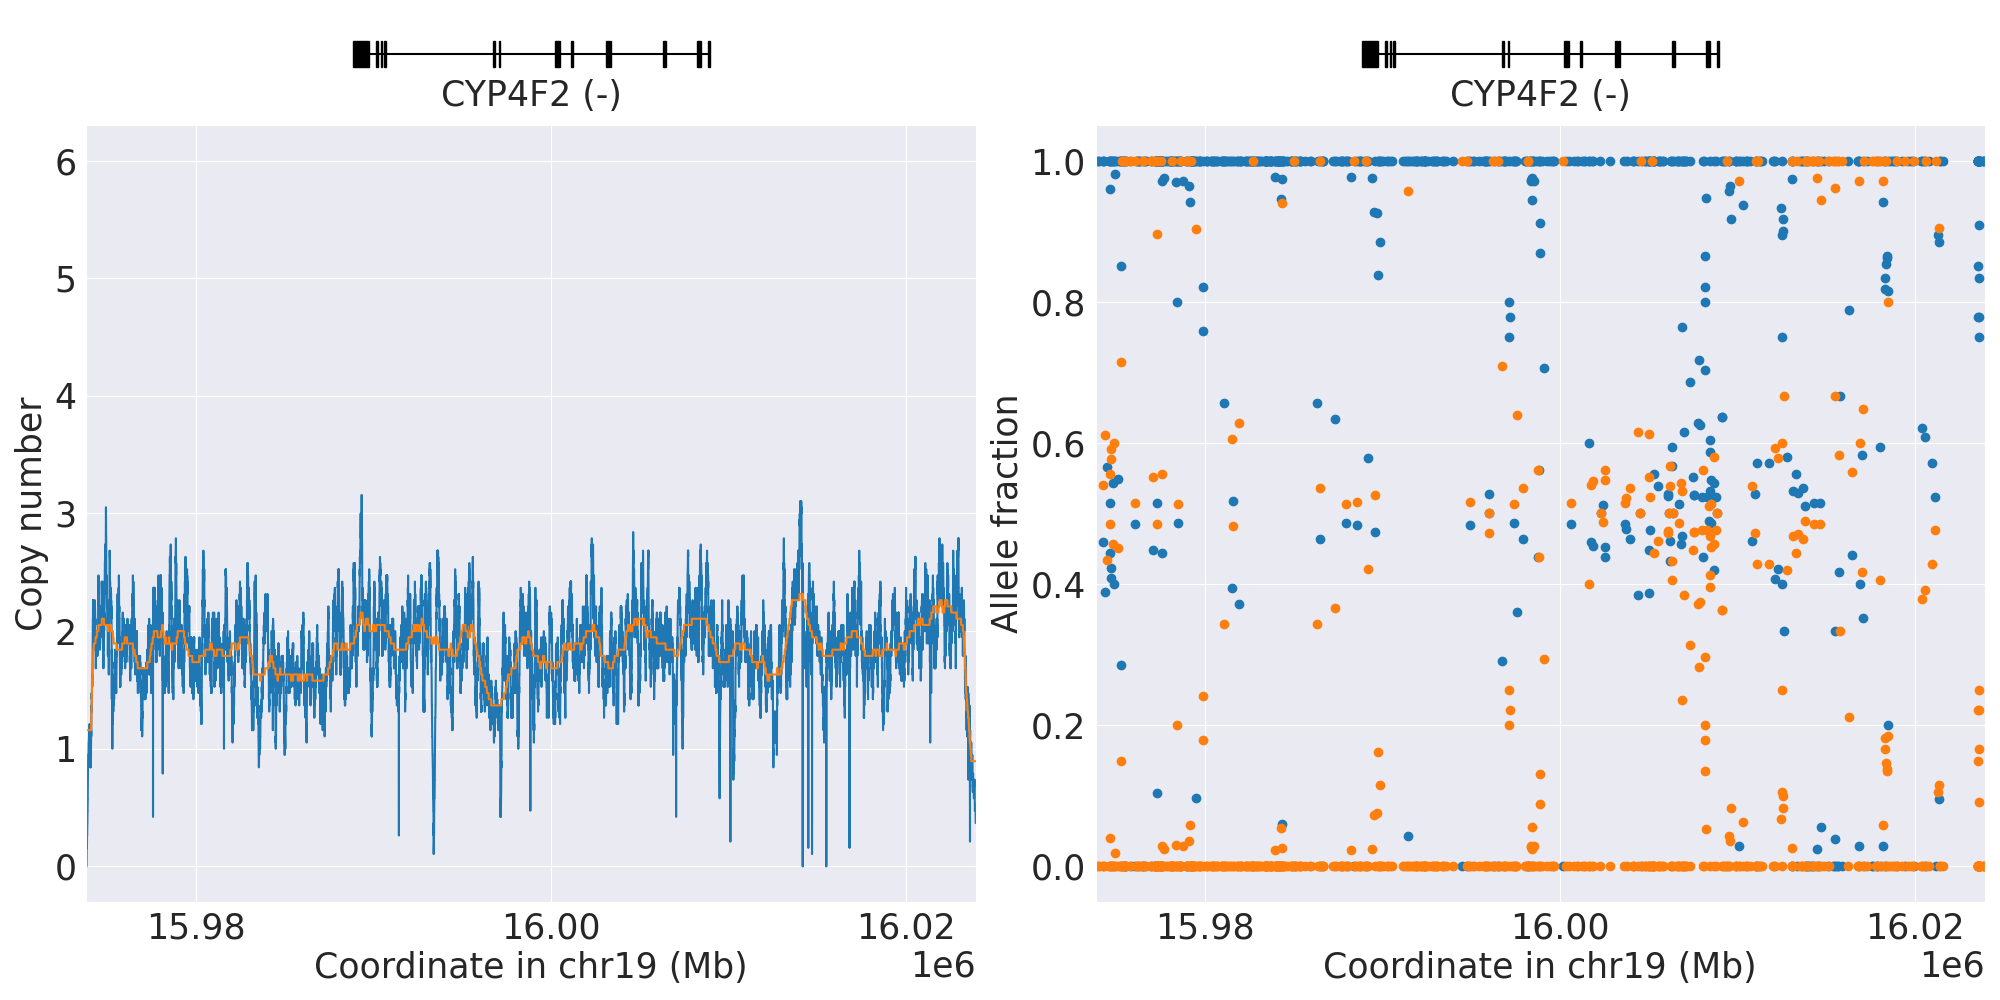 CYP4F2 (-)
6
5
4
3
2
1
0
Copy number
15.98
16.00
16.02
Coordinate in chr19 (Mb)
1e6
CYP4F2 (-)
1.0
0.8
0.6
0.4
0.2
0.0
Allele fraction
15.98
16.00
16.02
Coordinate in chr19 (Mb)
1e6